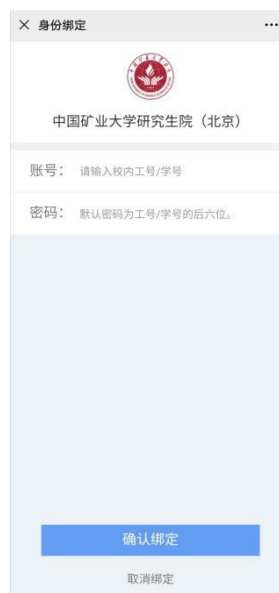 身份绑定
中国矿业大学研究生院（北京）
账号： 请输入校内工号/学号
密码： 默认密码为工号/学号的后六位。
确认绑定
取消绑定